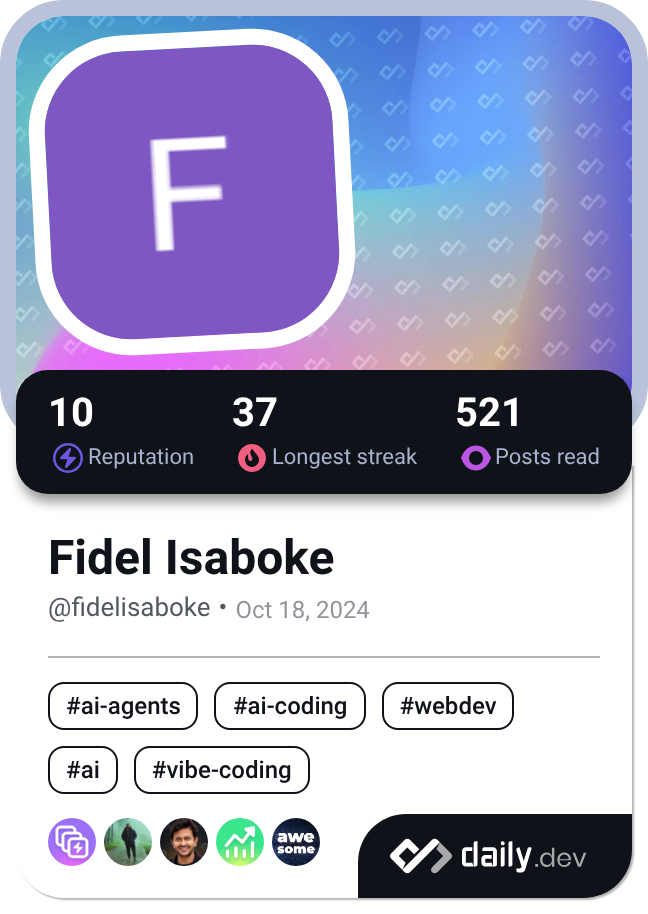 F
10 37 521
Reputation Longest streak Posts read
Fidel Isaboke
@fidelisaboke • Oct 18, 2024
#ai-agents #ai-coding #webdev
#ai #vibe-coding
awe
some
daily.dev